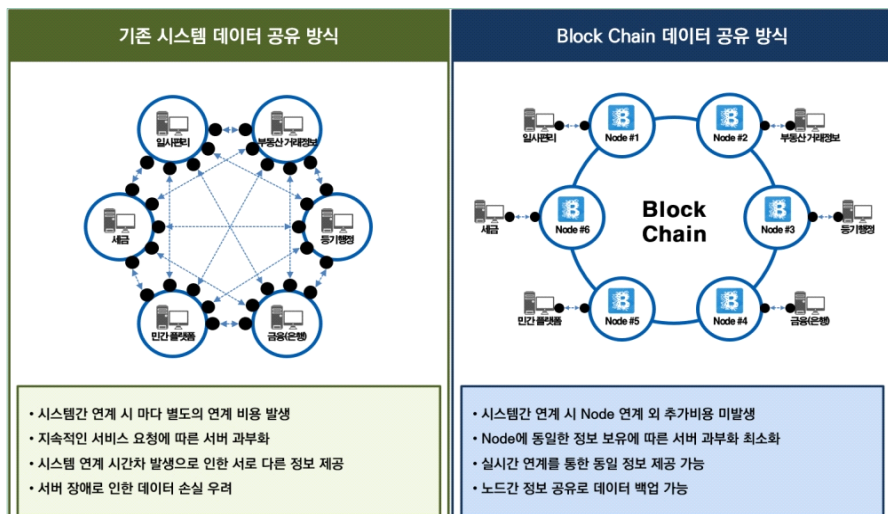 기존 시스템 데이터 공유 방식
일사관리
부동산 거래정보
세금
등기행정
민간 플랫폼
금융(은행)
• 시스템간 연계 시 마다 별도의 연계 비용 발생
• 지속적인 서비스 요청에 따른 서버 과부화
• 시스템 연계 시간차 발생으로 인한 서로 다른 정보 제공
• 서버 장애로 인한 데이터 손실 우려
Block Chain 데이터 공유 방식
일사관리
Node #1
Node #2
부동산 거래정보
세금
Node #6
Block
Chain
Node #3
등기행정
민간 플랫폼
Node #5
Node #4
금융(은행)
• 시스템간 연계 시 Node 연계 외 추가비용 미발생
• Node에 동일한 정보 보유에 따른 서버 과부화 최소화
• 실시간 연계를 통한 동일 정보 제공 가능
• 노드간 정보 공유로 데이터 백업 가능